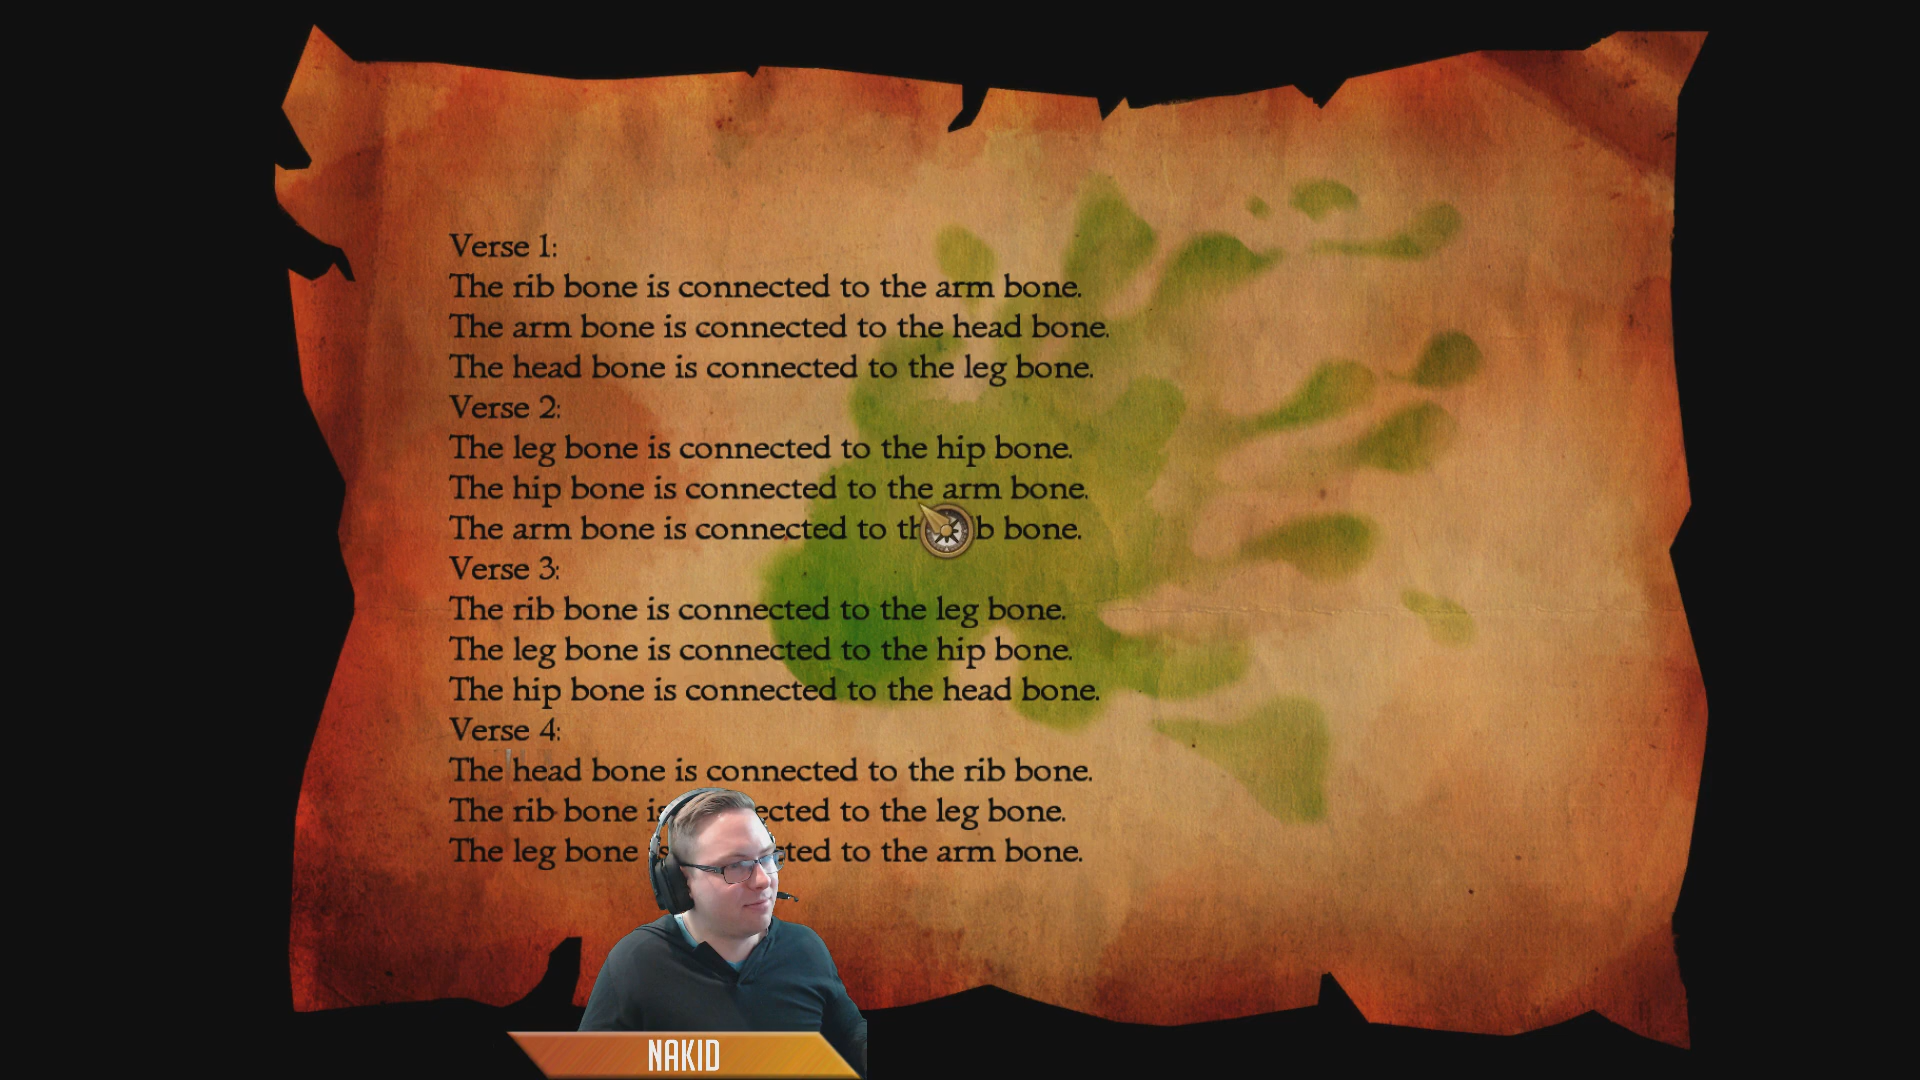 Verse 1:
The rib bone is connected to the arm bone.
The arm bone is connected to the head bone.
The head bone is connected to the leg bone.
Verse 2:
The leg bone is connected to the hip bone.
The hip bone is connected to the arm bone.
The arm bone is connected to the bone.
Verse 3:
The rib bone is connected to the leg bone.
The leg bone is connected to the hip bone.
The hip bone is connected to the head bone.
Verse 4:
The head bone is connected to the rib bone.
The rib bone is connected to the leg bone.
The leg bone is connected to the arm bone.
NAKID